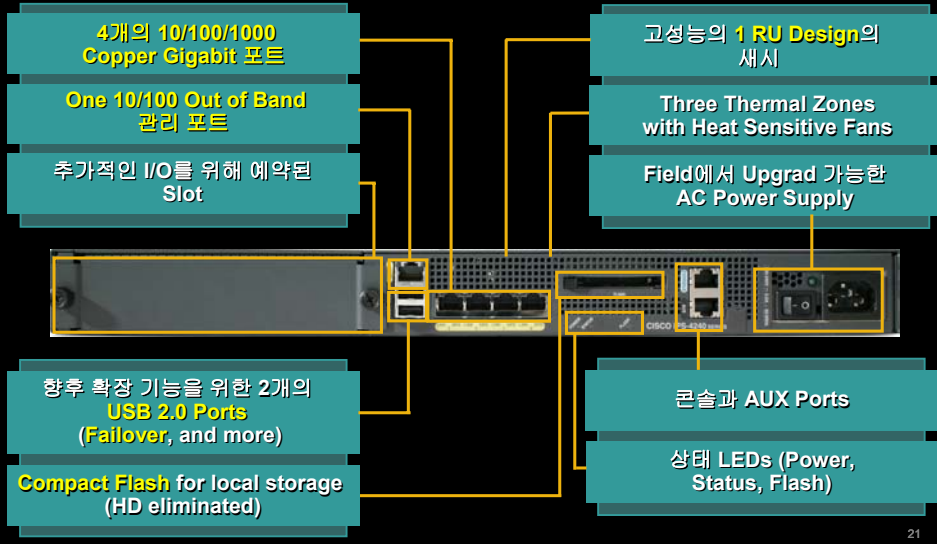 4개의 10/100/1000
Copper Gigabit 포트
One 10/100 Out of Band
관리 포트
추가적인 I/O를 위해 예약된
Slot
고성능의 1 RU Design의
섀시
Three Thermal Zones
with Heat Sensitive Fans
Field에서 Upgrad 가능한
AC Power Supply
향후 확장 기능을 위한 2개의
USB 2.0 Ports
(Failover, and more)
Compact Flash for local storage
(HD eliminated)
콘솔과 AUX Ports
상태 LEDs (Power,
Status, Flash)
CISCO IPS-4240 SERIES
21